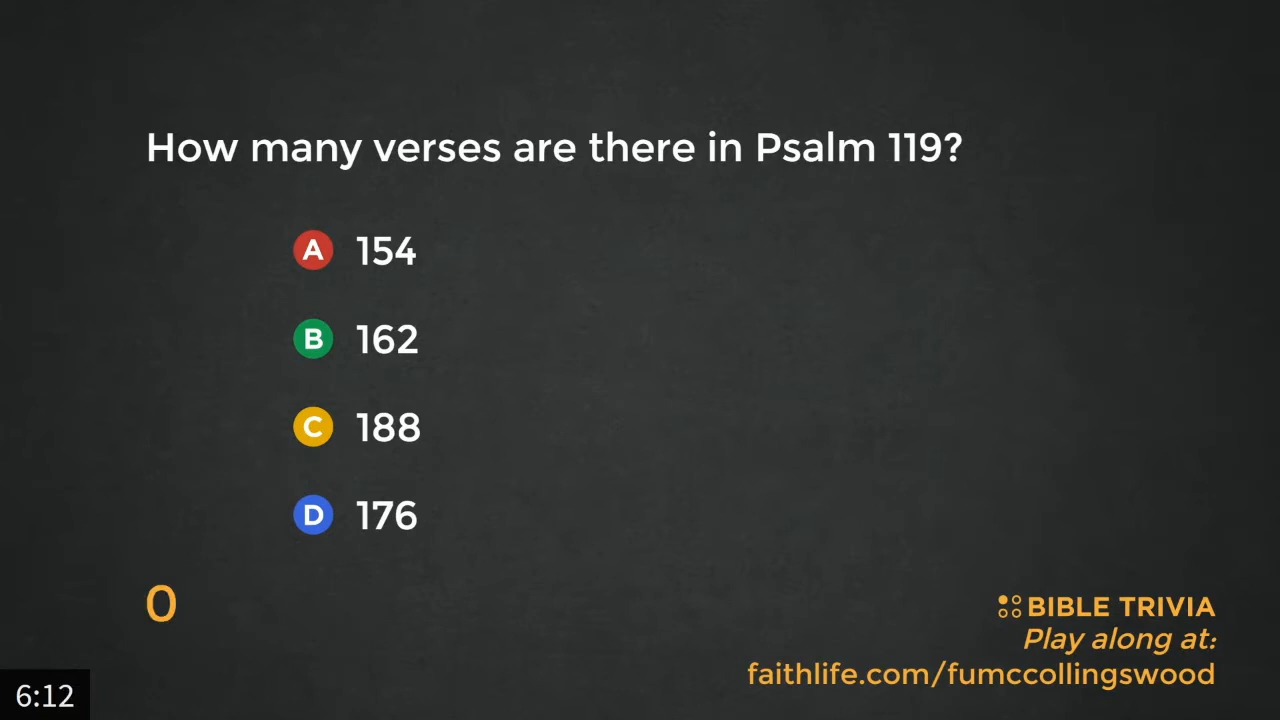 How many verses are there in Psalm 119?
A 154
B 162
C 188
D 176
0
BIBLE TRIVIA
Play along at:
faithlife.com/fumccollingswood
6:12